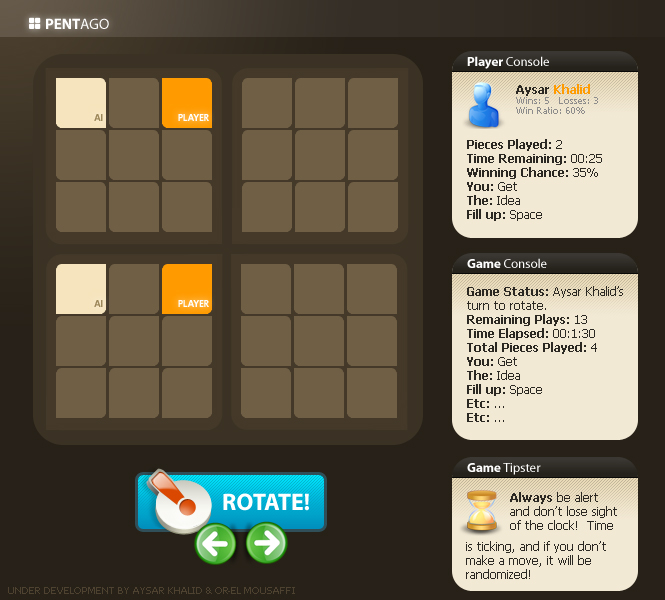 PENTAGO
AI
PLAYER
AI
PLAYER
ROTATE!
Player Console
Aysar Khalid
Wins: 5 Losses: 3
Win Ratio: 60%
Pieces Played: 2
Time Remaining: 00:25
Winning Chance: 35%
You: Get
The: Idea
Fill up: Space
Game Console
Game Status: Aysar Khalid's
turn to rotate.
Remaining Plays: 13
Time Elapsed: 00:1:30
Total Pieces Played: 4
You: Get
The: Idea
Fill up: Space
Etc: ...
Etc: ...
Game Tipster
Always be alert
and don't lose sight
of the clock! Time
is ticking, and if you don't
make a move, it will be
randomized!
UNDER DEVELOPMENT BY AYSAR KHALID & OR-EL MOUSAFFI